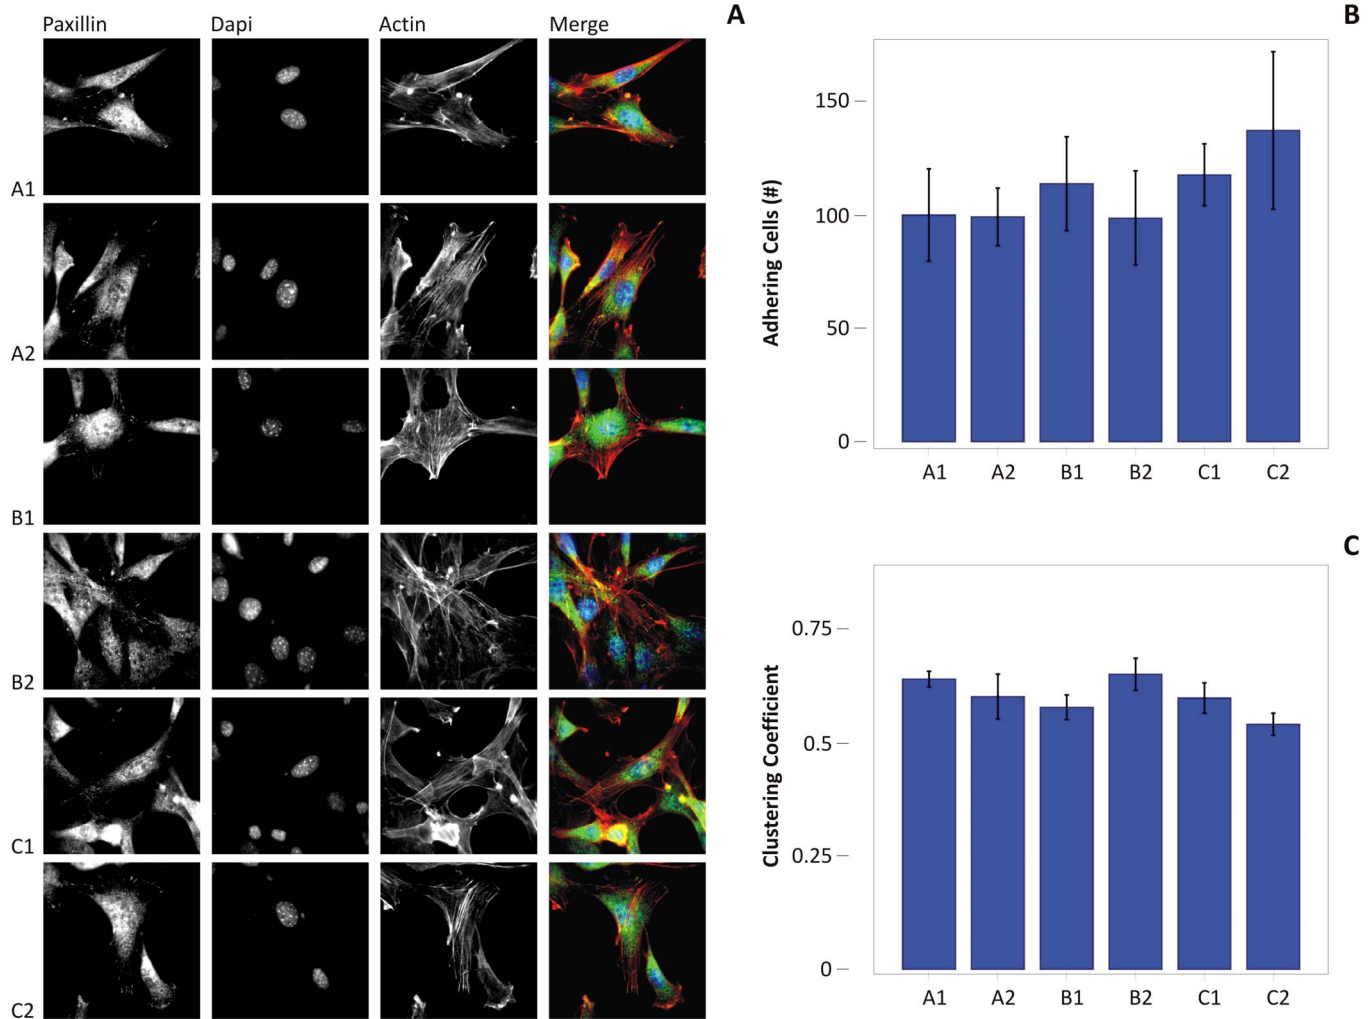 Paxillin Dapi Actin Merge A
A1
A2
B1
B2
C1
C2
B
Adhering Cells (#)
150
100
50
0
A1 A2 B1 B2 C1 C2
C
Clustering Coefficient
0.75
0.5
0.25
0
A1 A2 B1 B2 C1 C2